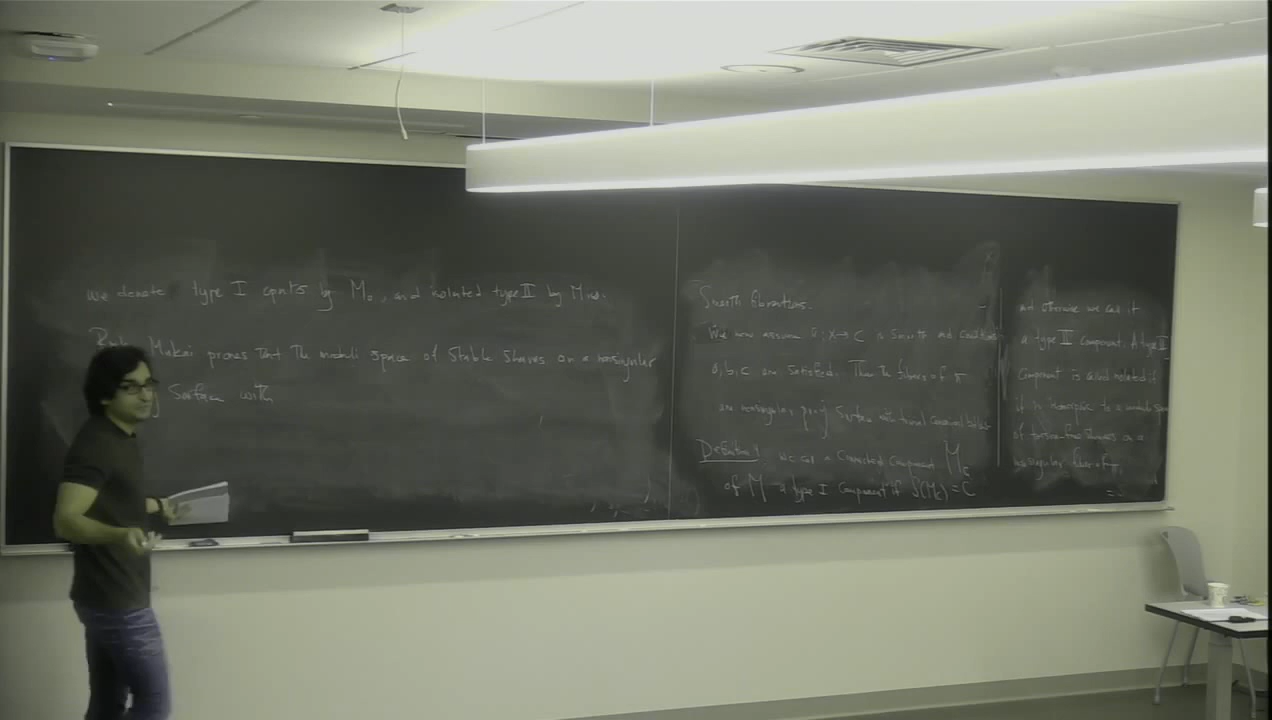 we denote type I cpnts by M₀, and isolated type II by
Mukai proves that the moduli space of stable sheaves on a nonsingular
Surface with
Smooth fibrations.
We now assume π: X → C is smooth and conditions
a, b, c are satisfied. Then the fibers of π
are nonsingular proj surfaces with trivial canonical bundle
Definition: we call a connected component M_c
of M a type I component if S(M_c) = C
and otherwise we call it
a type II component. A type II
component is called isolated if
it is isomorphic to a moduli space
of torsion-free sheaves on a
nonsingular fiber of π.